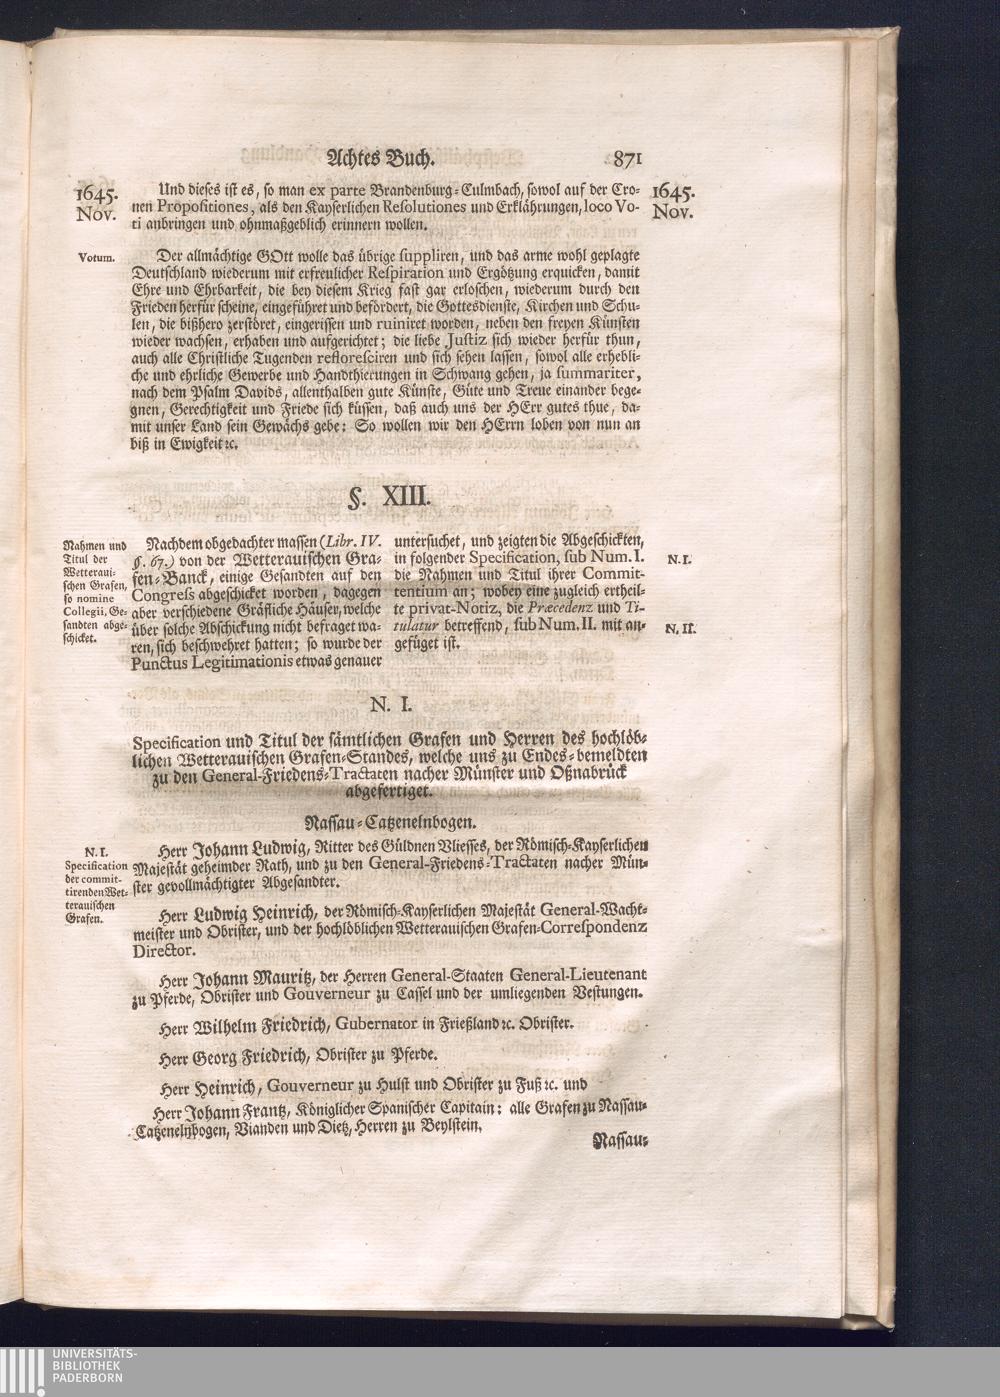 Achtes Buch. 871
1645.
Nov.
1645.
Nov.
Und dieses ist es, so man ex parte Brandenburg-Culmbach, sowol auf der Cro-
nen Propositiones, als den Kayserlichen Resolutiones und Erklährungen, loco Vo-
ti anbringen und ohnmaßgeblich erinnern wollen.
Votum.
Der allmächtige GOtt wolle das übrige suppliren, und das arme wohl geplagte
Deutschland wiederum mit erfreulicher Respiration und Ergötzung erquicken, damit
Ehre und Ehrbarkeit, die bey diesem Krieg fast gar erloschen, wiederum durch den
Frieden herfür scheine, eingeführet und befördert, die Gottesdienste, Kirchen und Schu-
len, die bißhero zerstöret, eingerissen und ruiniret worden, neben den freyen Künsten
wieder wachsen, erhaben und aufgerichtet; die liebe Justiz sich wieder herfür thun,
auch alle Christliche Tugenden restoresciren und sich sehen lassen, sowol alle erhebli-
che und ehrliche Gewerbe und Handthierungen in Schwang gehen, ja summariter,
nach dem Psalm Davids, allenthalben gute Künste, Güte und Treue einander bege-
gnen, Gerechtigkeit und Friede sich küssen, daß auch uns der HErr gutes thue, da-
mit unser Land sein Gewächs gebe: So wollen wir den HErrn loben von nun an
biß in Ewigkeit ꝛc.
§. XIII.
Nahmen und
Titul der
Wetteraui-
schen Grafen,
so nomine
Collegii, Ge-
sandten abge-
schicket.
Nachdem obgedachter massen (Libr. IV.
§. 67.) von der Wetterauischen Gra-
fen-Banck, einige Gesandten auf den
Congress abgeschicket worden, dagegen
aber verschiedene Gräfliche Häuser, welche
über solche Abschickung nicht befraget wa-
ren, sich beschwehret hatten; so wurde der
Punctus Legitimationis etwas genauer
untersuchet, und zeigten die Abgeschickten,
in folgender Specification, sub Num. I.
die Nahmen und Titul ihrer Commit-
tentium an; wobey eine zugleich ertheil-
te privat-Notiz, die Præcedenz und Ti-
tulatur betreffend, sub Num. II. mit an-
gefüget ist.
N. I.
N. II.
N. I.
Specification und Titul der sämtlichen Grafen und Herren des hochlöb-
lichen Wetterauischen Grafen-Standes, welche uns zu Endes-bemeldten
zu den General-Friedens-Tractaten nacher Münster und Oßnabrück
abgefertiget.
Nassau-Catzenelnbogen.
N. I.
Specification
der commit-
tirenden Wet-
terauischen
Grafen.
Herr Johann Ludwig, Ritter des Güldnen Vliesses, der Römisch-Kayserlichen
Majestät geheimder Rath, und zu den General-Friedens-Tractaten nacher Mün-
ster gevollmächtigter Abgesandter.
Herr Ludwig Heinrich, der Römisch-Kayserlichen Majestät General-Wacht-
meister und Obrister, und der hochlöblichen Wetterauischen Grafen-Correspondenz
Director.
Herr Johann Mauritz, der Herren General-Staaten General-Lieutenant
zu Pferde, Obrister und Gouverneur zu Cassel und der umliegenden Vestungen.
Herr Wilhelm Friedrich, Gubernator in Frießland ꝛc. Obrister.
Herr Georg Friedrich, Obrister zu Pferde.
Herr Heinrich, Gouverneur zu Hulst und Obrister zu Fuß ꝛc. und
Herr Johann Frantz, Königlicher Spanischer Capitain: alle Grafen zu Nassau-
Catzenelnbogen, Vianden und Dietz, Herren zu Beylstein.
Nassau-
UNIVERSITÄTS-
BIBLIOTHEK
PADERBORN